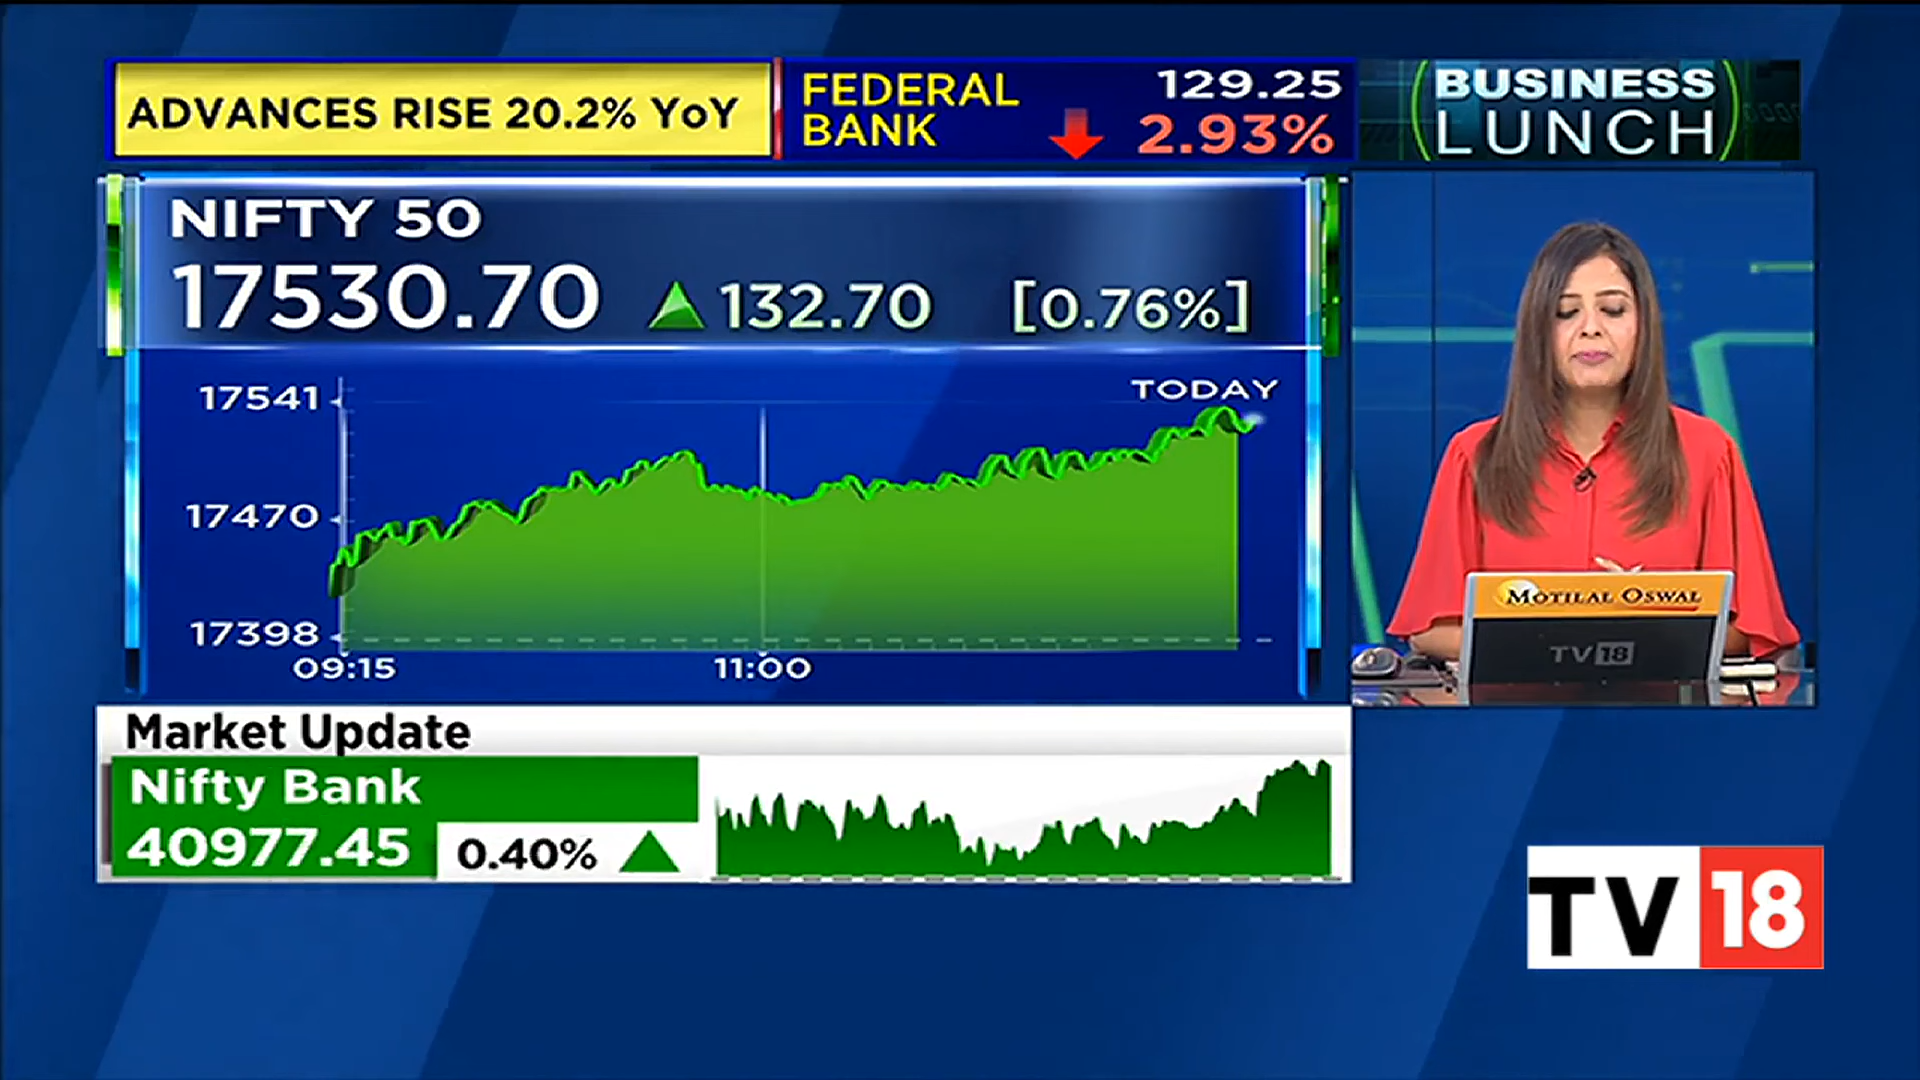 ADVANCES RISE 20.2% YoY
FEDERAL
BANK
129.25
2.93%
BUSINESS
LUNCH
NIFTY 50
17530.70 132.70 [0.76%]
TODAY
17541
17470
17398
09:15 11:00
MOTILAL OSWAL
TV18
Market Update
Nifty Bank
40977.45 0.40%
TV18